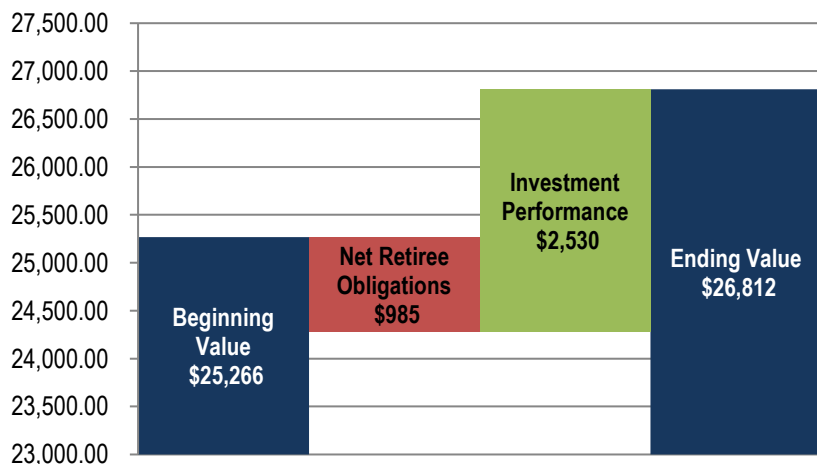 27,500.00
27,000.00
26,500.00
26,000.00
25,500.00
25,000.00
24,500.00
24,000.00
23,500.00
23,000.00
Beginning
Value
$25,266
Net Retiree
Obligations
$985
Investment
Performance
$2,530
Ending Value
$26,812